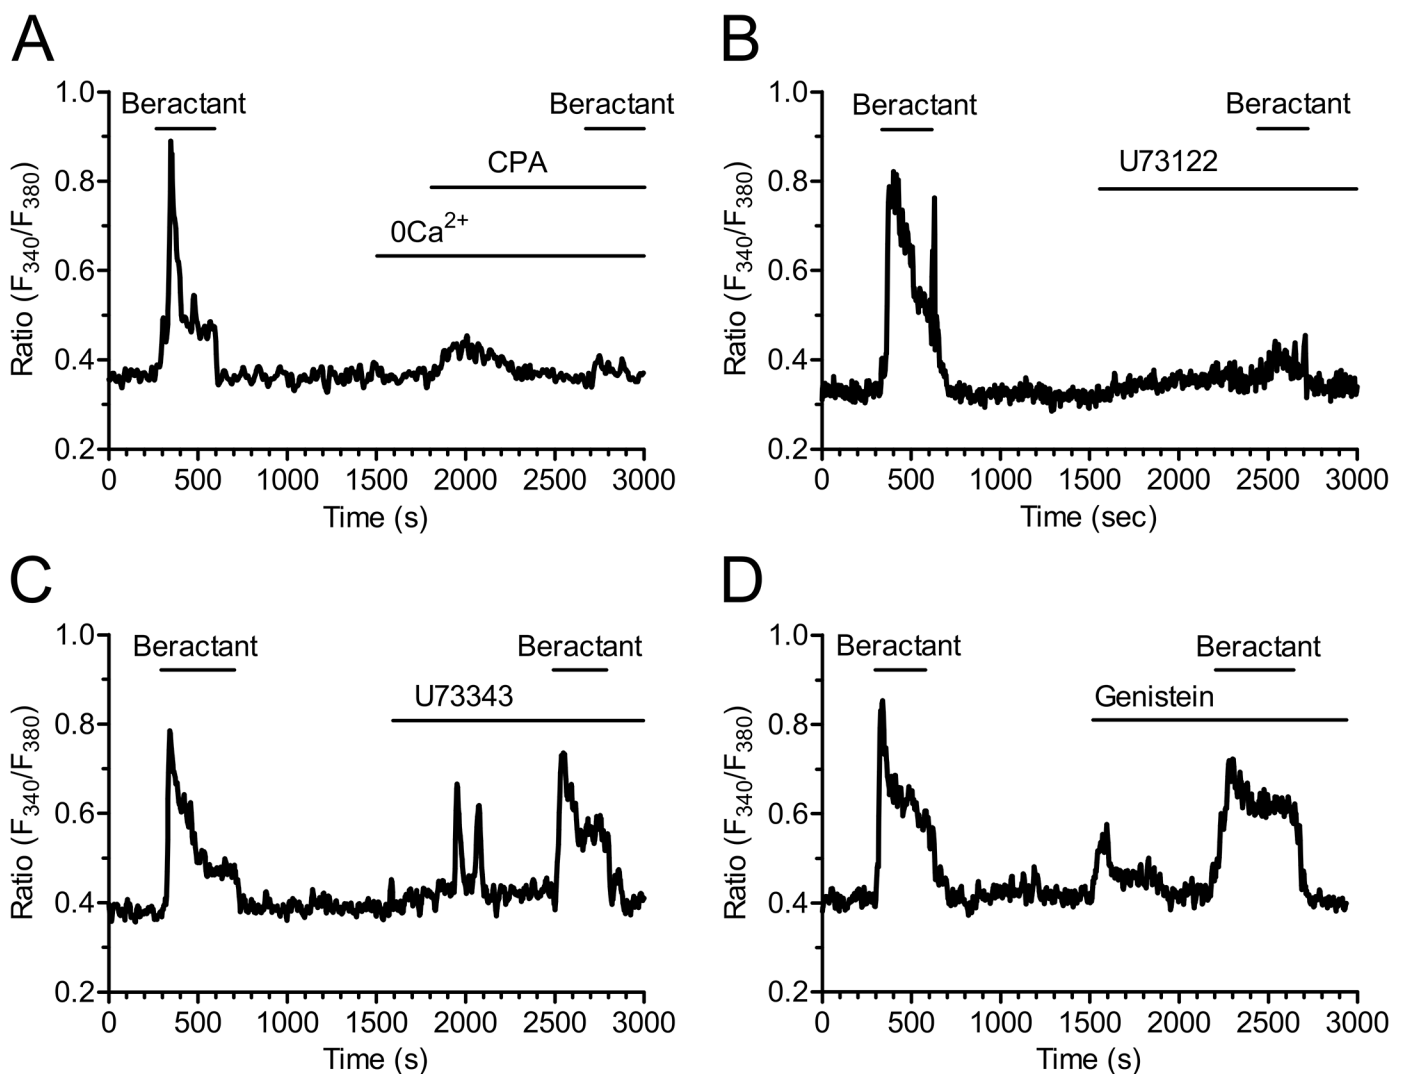 A
Beractant Beractant
CPA
0Ca2+
Ratio (F340/F380)
1.0
0.8
0.6
0.4
0.2
0 500 1000 1500 2000 2500 3000
Time (s)
B
Beractant Beractant
U73122
Ratio (F340/F380)
1.0
0.8
0.6
0.4
0.2
0 500 1000 1500 2000 2500 3000
Time (sec)
C
Beractant Beractant
U73343
Ratio (F340/F380)
1.0
0.8
0.6
0.4
0.2
0 500 1000 1500 2000 2500 3000
Time (s)
D
Beractant Beractant
Genistein
Ratio (F340/F380)
1.0
0.8
0.6
0.4
0.2
0 500 1000 1500 2000 2500 3000
Time (s)